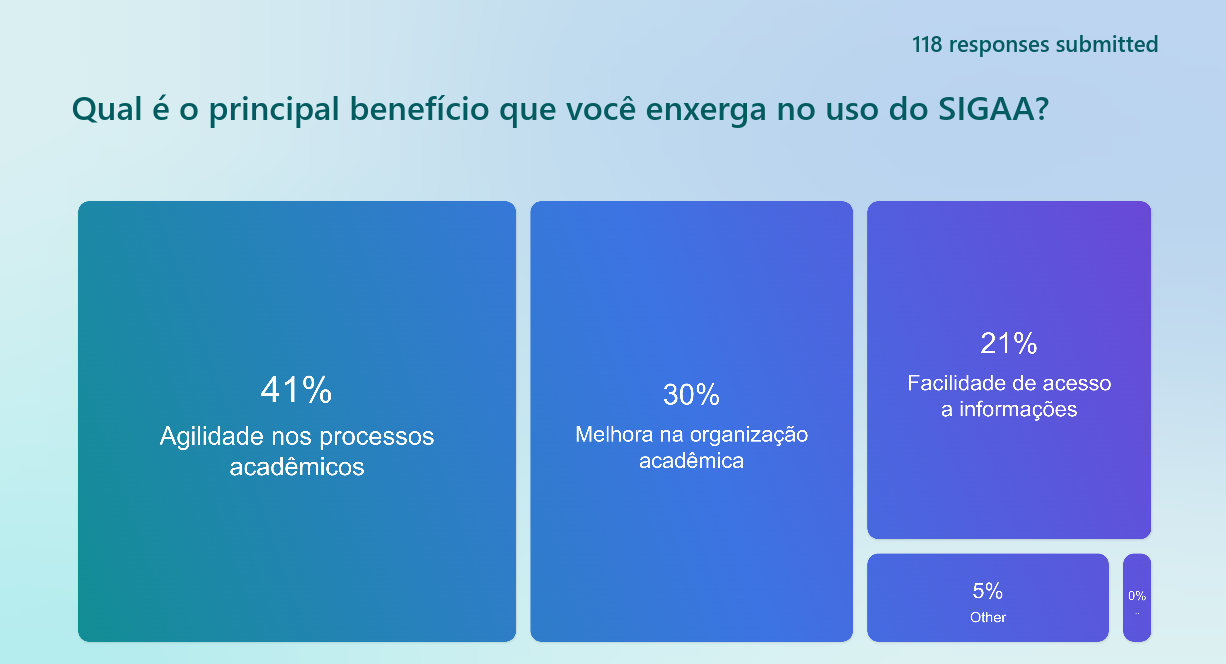 118 responses submitted
Qual é o principal benefício que você enxerga no uso do SIGAA?
41%
Agilidade nos processos
acadêmicos
30%
Melhora na organização
acadêmica
21%
Facilidade de acesso
a informações
5%
Other
0%
..